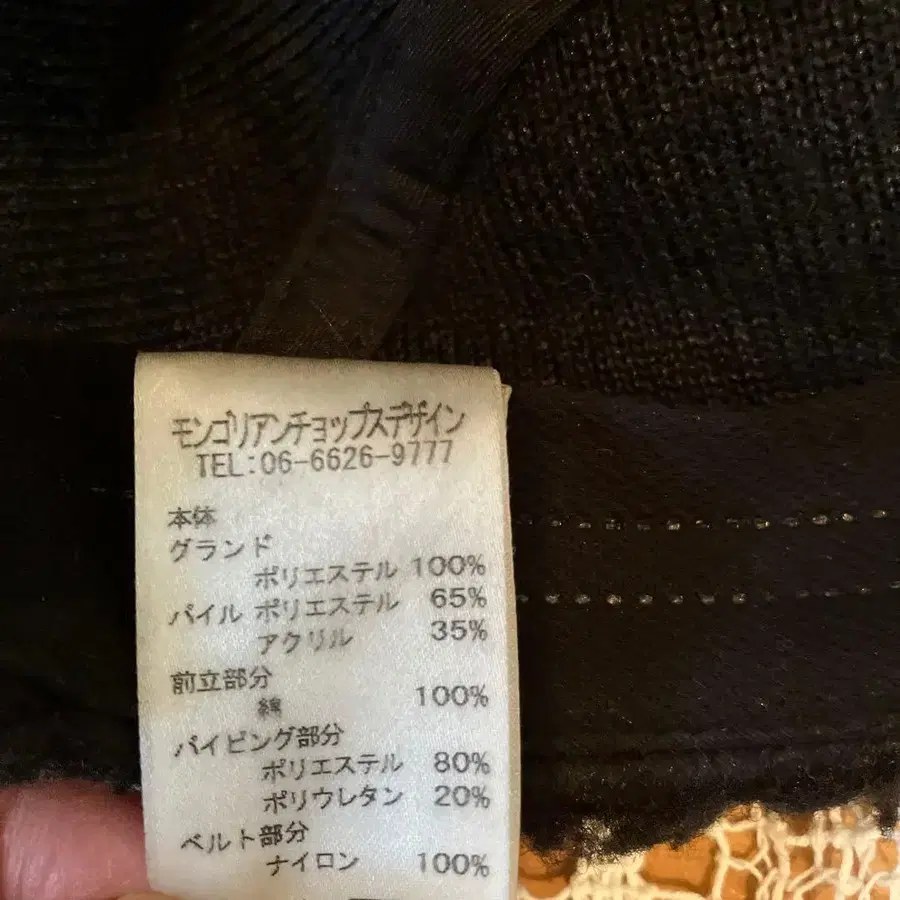 モンゴリアンチョップスデザイン
TEL:06-6626-9777
本体
グランド
ポリエステル 100%
パイル ポリエステル 65%
アクリル 35%
前立部分
綿 100%
パイピング部分
ポリエステル 80%
ポリウレタン 20%
ベルト部分
ナイロン 100%